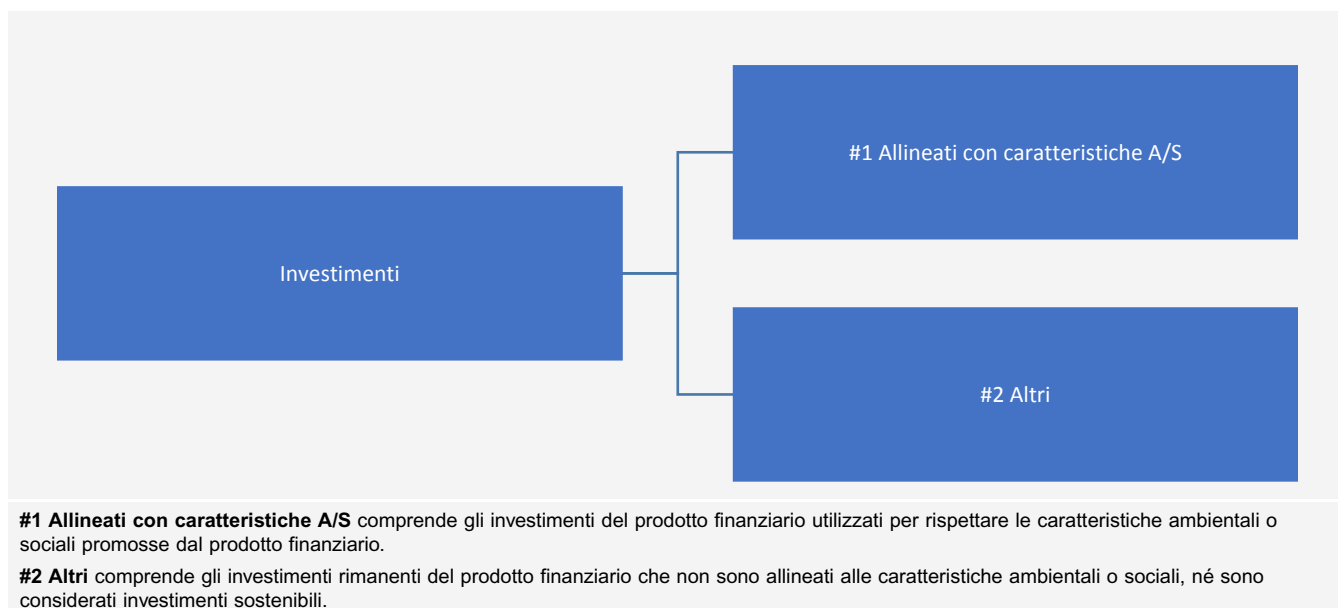 #1 Allineati con caratteristiche A/S
Investimenti
#2 Altri
#1 Allineati con caratteristiche A/S comprende gli investimenti del prodotto finanziario utilizzati per rispettare le caratteristiche ambientali o
sociali promosse dal prodotto finanziario.
#2 Altri comprende gli investimenti rimanenti del prodotto finanziario che non sono allineati alle caratteristiche ambientali o sociali, né sono
considerati investimenti sostenibili.